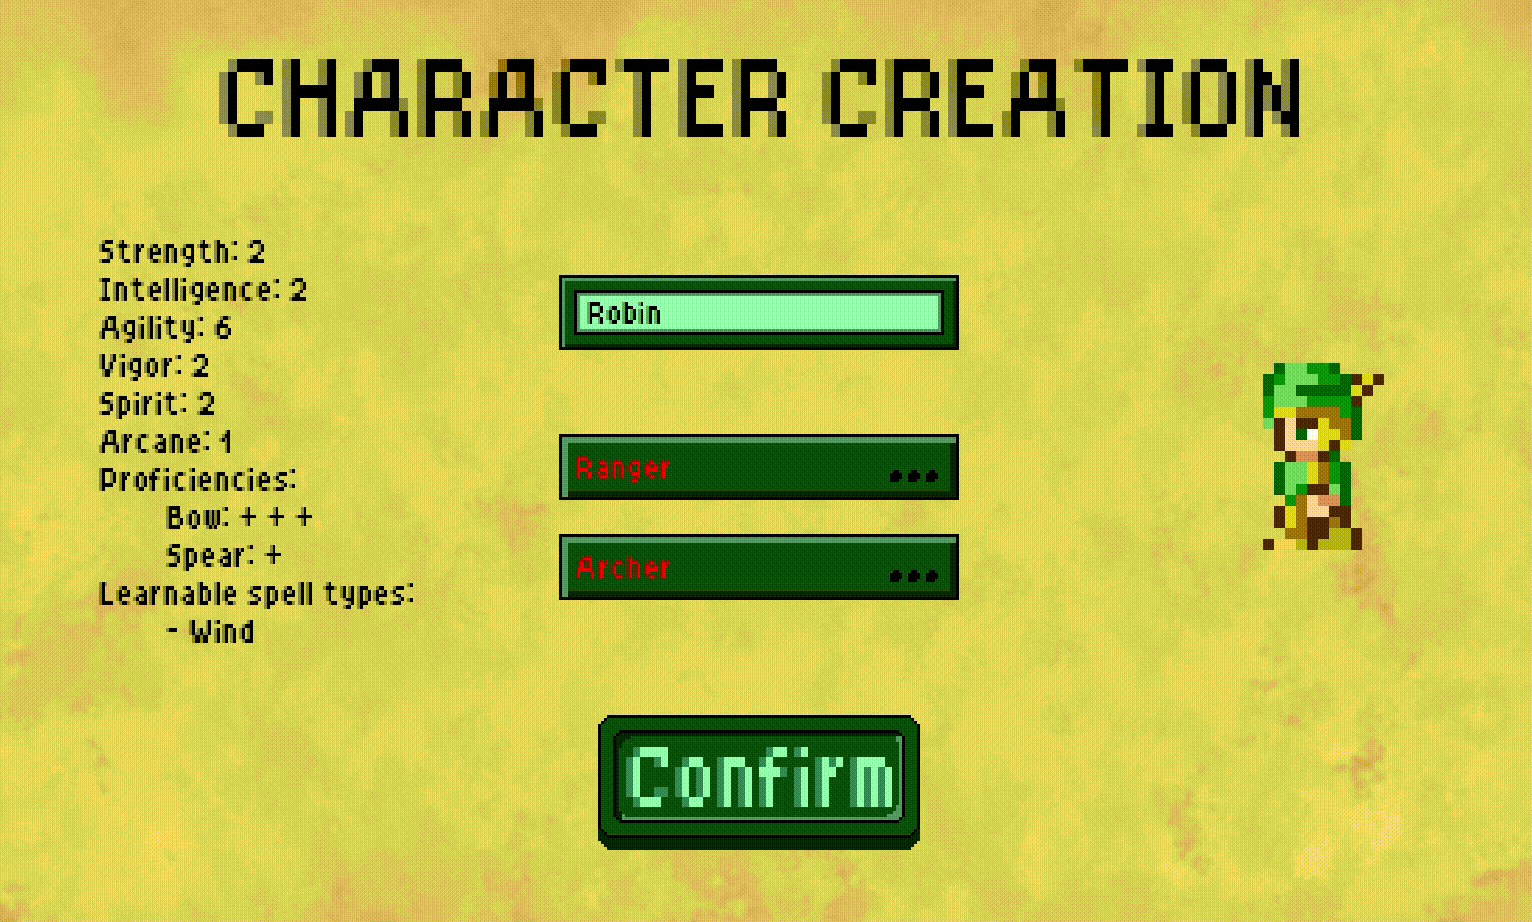 CHARACTER CREATION
Strength: 2
Intelligence: 2
Agility: 6
Vigor: 2
Spirit: 2
Arcane: 1
Proficiencies:
Bow: + + +
Spear: +
Learnable spell types:
- Wind
Robin
Ranger ...
Archer ...
Confirm